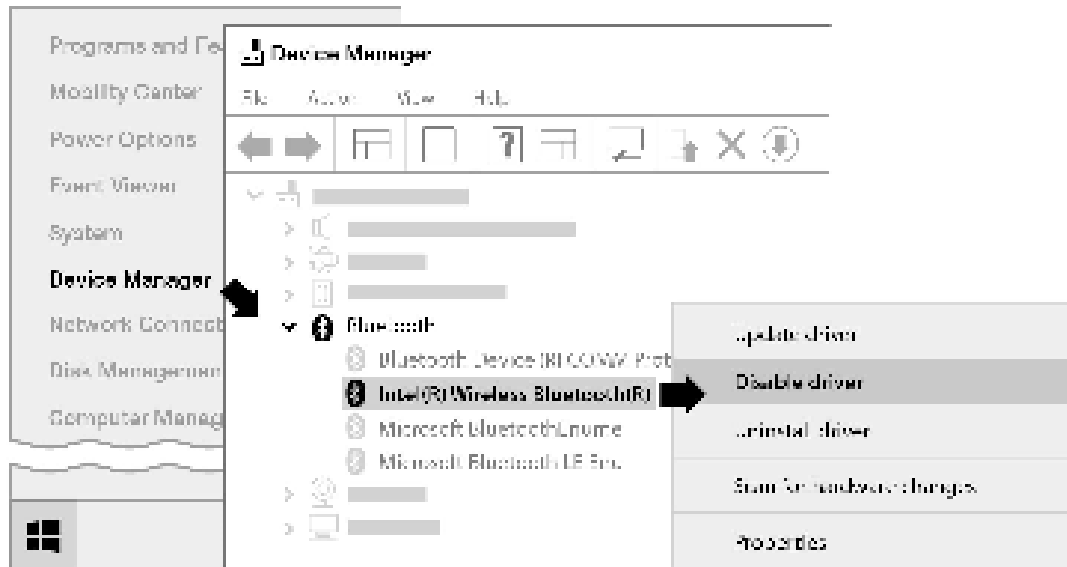 Programs and Fe
Mobility Center
Power Options
Event Viewer
System
Device Manager
Network Connect
Disk Managemen
Computer Manag
Device Manager
File Action View Help
Bluetooth
Bluetooth Device (RFCOMM Prot
Intel(R) Wireless Bluetooth(R)
Microsoft Bluetooth Enume
Microsoft Bluetooth LE Enu
Update driver
Disable driver
Uninstall driver
Scan for hardware changes
Properties